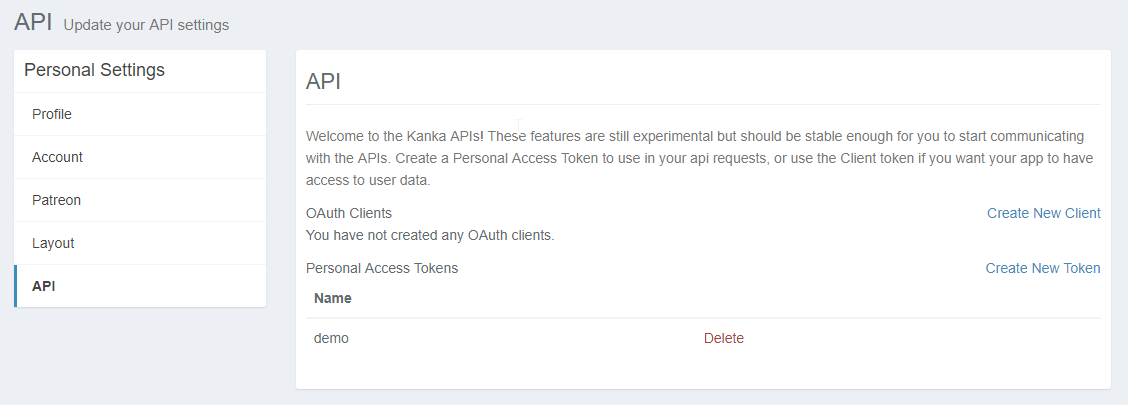 API Update your API settings
Personal Settings
Profile
Account
Patreon
Layout
API
API
Welcome to the Kanka APIs! These features are still experimental but should be stable enough for you to start communicating
with the APIs. Create a Personal Access Token to use in your api requests, or use the Client token if you want your app to have
access to user data.
OAuth Clients Create New Client
You have not created any OAuth clients.
Personal Access Tokens Create New Token
Name
demo Delete